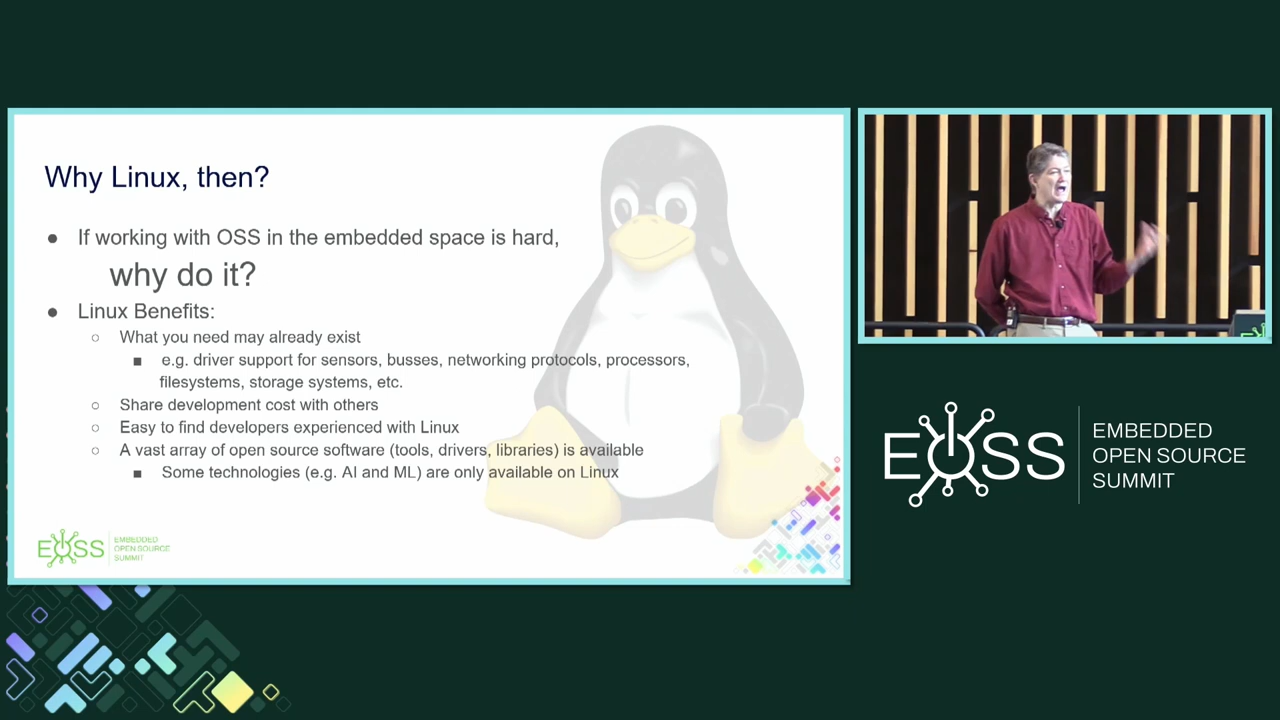 Why Linux, then?
● If working with OSS in the embedded space is hard,
why do it?
● Linux Benefits:
○ What you need may already exist
■ e.g. driver support for sensors, busses, networking protocols, processors,
filesystems, storage systems, etc.
○ Share development cost with others
○ Easy to find developers experienced with Linux
○ A vast array of open source software (tools, drivers, libraries) is available
■ Some technologies (e.g. AI and ML) are only available on Linux
EOSS
EMBEDDED
OPEN SOURCE
SUMMIT
EOSS
EMBEDDED
OPEN SOURCE
SUMMIT